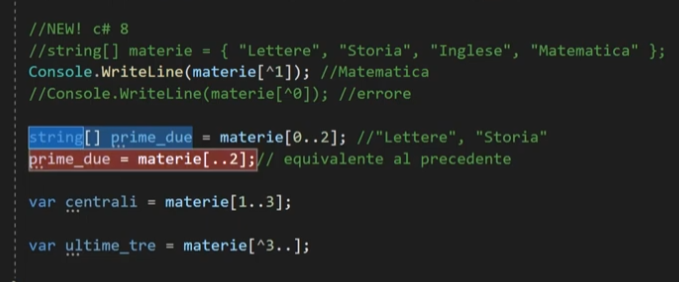 //NEW! c# 8
//string[] materie = { "Lettere", "Storia", "Inglese", "Matematica" };
Console.WriteLine(materie[^1]); //Matematica
//Console.WriteLine(materie[^0]); //errore
string[] prime_due = materie[0..2]; //"Lettere", "Storia"
prime_due = materie[..2];// equivalente al precedente
var centrali = materie[1..3];
var ultime_tre = materie[^3..];